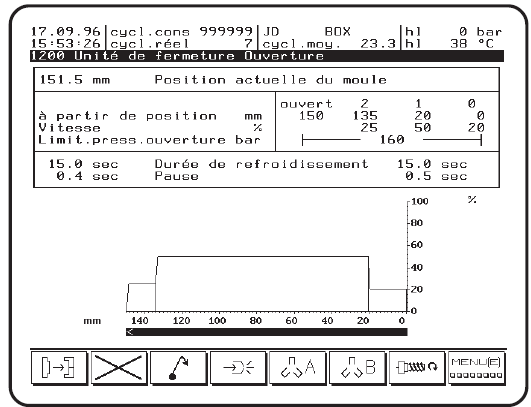 17.09.96 cycl.cons 999999 JD BOX hl 0 bar
15:53:26 cycl.réel 7 cycl.moy. 23.3 hl 38 °C
1200 Unité de fermeture Ouverture
151.5 mm Position actuelle du moule
ouvert 2 1 0
à partir de position mm 150 135 20 0
Vitesse % 25 50 20
Limit.press.ouverture bar 160
15.0 sec Durée de refroidissement 15.0 sec
0.4 sec Pause 0.5 sec
100 %
80
60
40
20
0
mm 140 120 100 80 60 40 20 0
<
A B MENU(E)